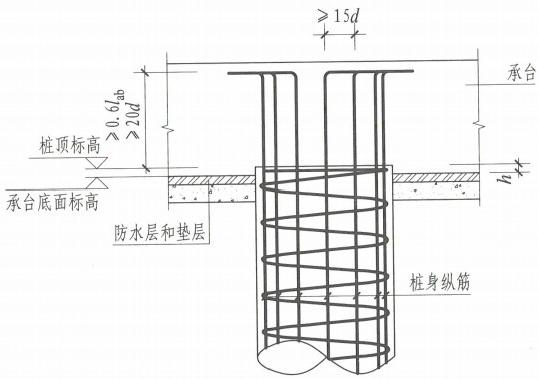 ≥15d
承台
≥0.6lab
≥20d
桩顶标高
h
承台底面标高
防水层和垫层
桩身纵筋